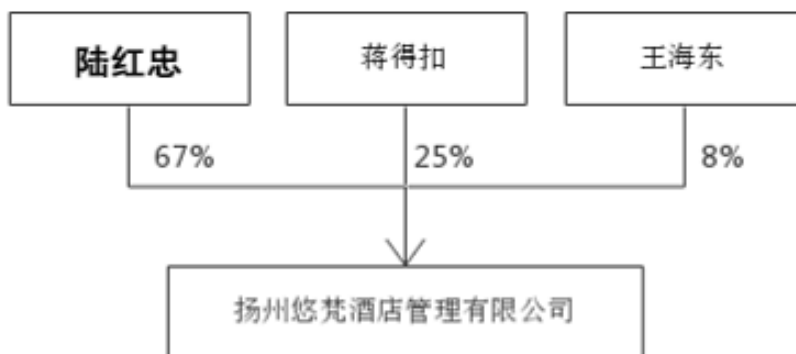 陆红忠
蒋得扣
王海东
67%
25%
8%
扬州悠梵酒店管理有限公司